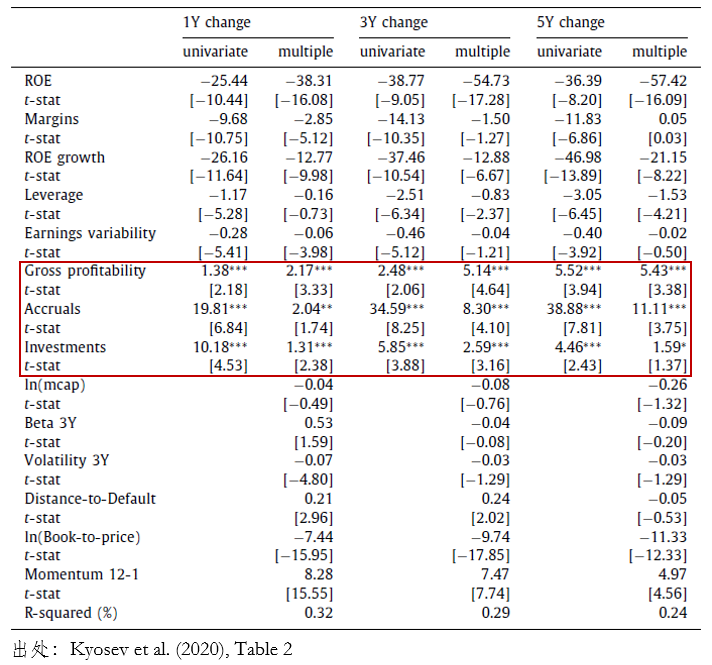 1Y change 3Y change 5Y change
univariate multiple univariate multiple univariate multiple
ROE −25.44 −38.31 −38.77 −54.73 −36.39 −57.42
t-stat [−10.44] [−16.08] [−9.05] [−17.28] [−8.20] [−16.09]
Margins −9.68 −2.85 −14.13 −1.50 −11.83 0.05
t-stat [−10.75] [−5.12] [−10.35] [−1.27] [−6.86] [0.03]
ROE growth −26.16 −12.77 −37.46 −12.88 −46.98 −21.15
t-stat [−11.64] [−9.98] [−10.54] [−6.67] [−13.89] [−8.22]
Leverage −1.17 −0.16 −2.51 −0.83 −3.05 −1.53
t-stat [−5.28] [−0.73] [−6.34] [−2.37] [−6.45] [−4.21]
Earnings variability −0.28 −0.06 −0.46 −0.04 −0.40 −0.02
t-stat [−5.41] [−3.98] [−5.12] [−1.21] [−3.92] [−0.50]
Gross profitability 1.38*** 2.17*** 2.48*** 5.14*** 5.52*** 5.43***
t-stat [2.18] [3.33] [2.06] [4.64] [3.94] [3.38]
Accruals 19.81*** 2.04** 34.59*** 8.30*** 38.88*** 11.11***
t-stat [6.84] [1.74] [8.25] [4.10] [7.81] [3.75]
Investments 10.18*** 1.31*** 5.85*** 2.59*** 4.46*** 1.59*
t-stat [4.53] [2.38] [3.88] [3.16] [2.43] [1.37]
ln(mcap) −0.04 −0.08 −0.26
t-stat [−0.49] [−0.76] [−1.32]
Beta 3Y 0.53 −0.04 −0.09
t-stat [1.59] [−0.08] [−0.20]
Volatility 3Y −0.07 −0.03 −0.03
t-stat [−4.80] [−1.29] [−1.29]
Distance-to-Default 0.21 0.24 −0.05
t-stat [2.96] [2.02] [−0.53]
ln(Book-to-price) −7.44 −9.74 −11.33
t-stat [−15.95] [−17.85] [−12.33]
Momentum 12-1 8.28 7.47 4.97
t-stat [15.55] [7.74] [4.56]
R-squared (%) 0.32 0.29 0.24
出处：Kyosev et al. (2020), Table 2